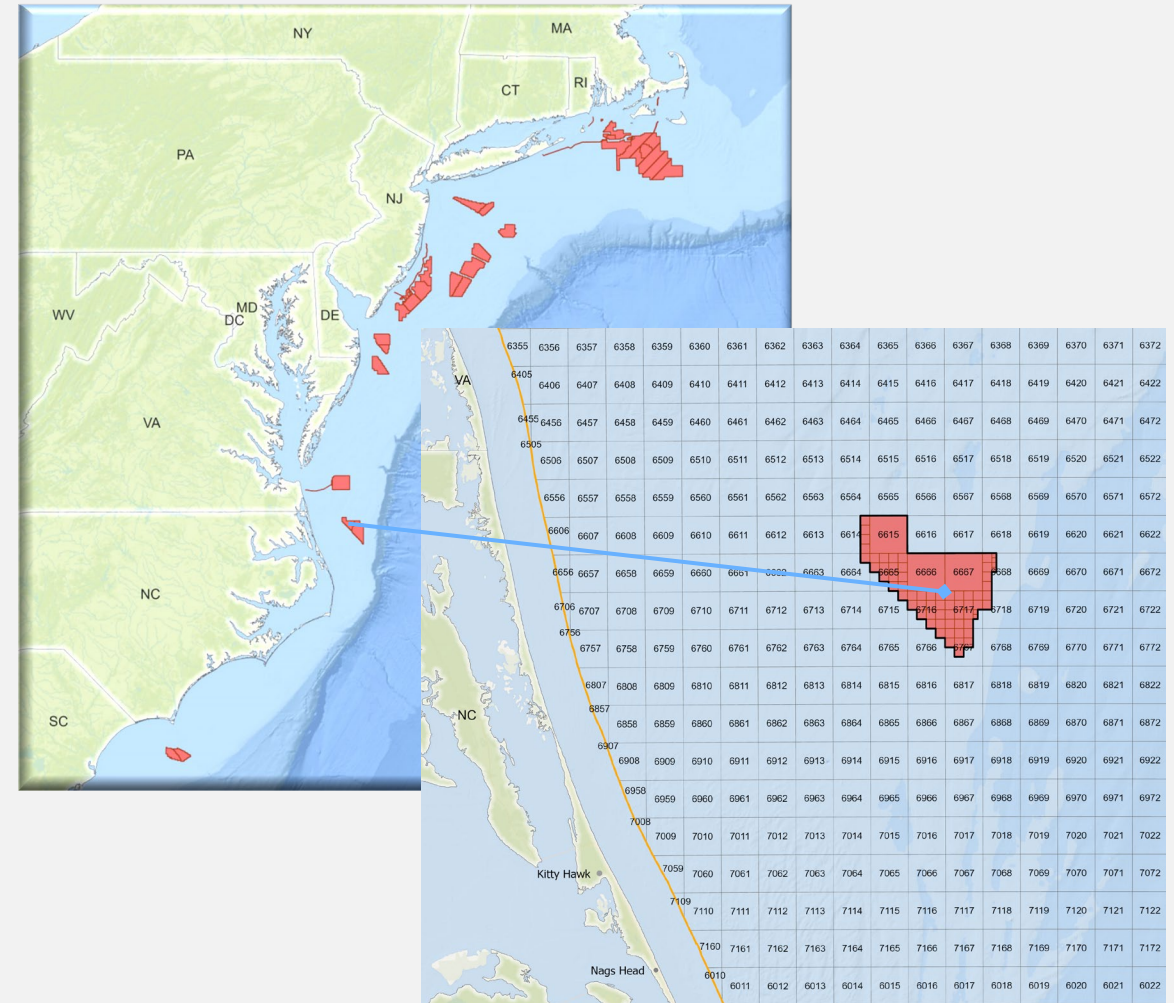 NY
MA
CT
RI
PA
NJ
WV
MD
DC
DE
VA
NC
SC
6355 6356 6357 6358 6359 6360 6361 6362 6363 6364 6365 6366 6367 6368 6369 6370 6371 6372
VA
6405 6406 6407 6408 6409 6410 6411 6412 6413 6414 6415 6416 6417 6418 6419 6420 6421 6422
6455 6456 6457 6458 6459 6460 6461 6462 6463 6464 6465 6466 6467 6468 6469 6470 6471 6472
6505 6506 6507 6508 6509 6510 6511 6512 6513 6514 6515 6516 6517 6518 6519 6520 6521 6522
6556 6557 6558 6559 6560 6561 6562 6563 6564 6565 6566 6567 6568 6569 6570 6571 6572
6606 6607 6608 6609 6610 6611 6612 6613 6614 6615 6616 6617 6618 6619 6620 6621 6622
6656 6657 6658 6659 6660 6661 6662 6663 6664 6665 6666 6667 6668 6669 6670 6671 6672
6706 6707 6708 6709 6710 6711 6712 6713 6714 6715 6716 6717 6718 6719 6720 6721 6722
6756 6757 6758 6759 6760 6761 6762 6763 6764 6765 6766 6767 6768 6769 6770 6771 6772
6807 6808 6809 6810 6811 6812 6813 6814 6815 6816 6817 6818 6819 6820 6821 6822
NC
6857 6858 6859 6860 6861 6862 6863 6864 6865 6866 6867 6868 6869 6870 6871 6872
6907 6908 6909 6910 6911 6912 6913 6914 6915 6916 6917 6918 6919 6920 6921 6922
6958 6959 6960 6961 6962 6963 6964 6965 6966 6967 6968 6969 6970 6971 6972
7008 7009 7010 7011 7012 7013 7014 7015 7016 7017 7018 7019 7020 7021 7022
Kitty Hawk
7059 7060 7061 7062 7063 7064 7065 7066 7067 7068 7069 7070 7071 7072
7109 7110 7111 7112 7113 7114 7115 7116 7117 7118 7119 7120 7121 7122
7160 7161 7162 7163 7164 7165 7166 7167 7168 7169 7170 7171 7172
Nags Head
6010 6011 6012 6013 6014 6015 6016 6017 6018 6019 6020 6021 6022